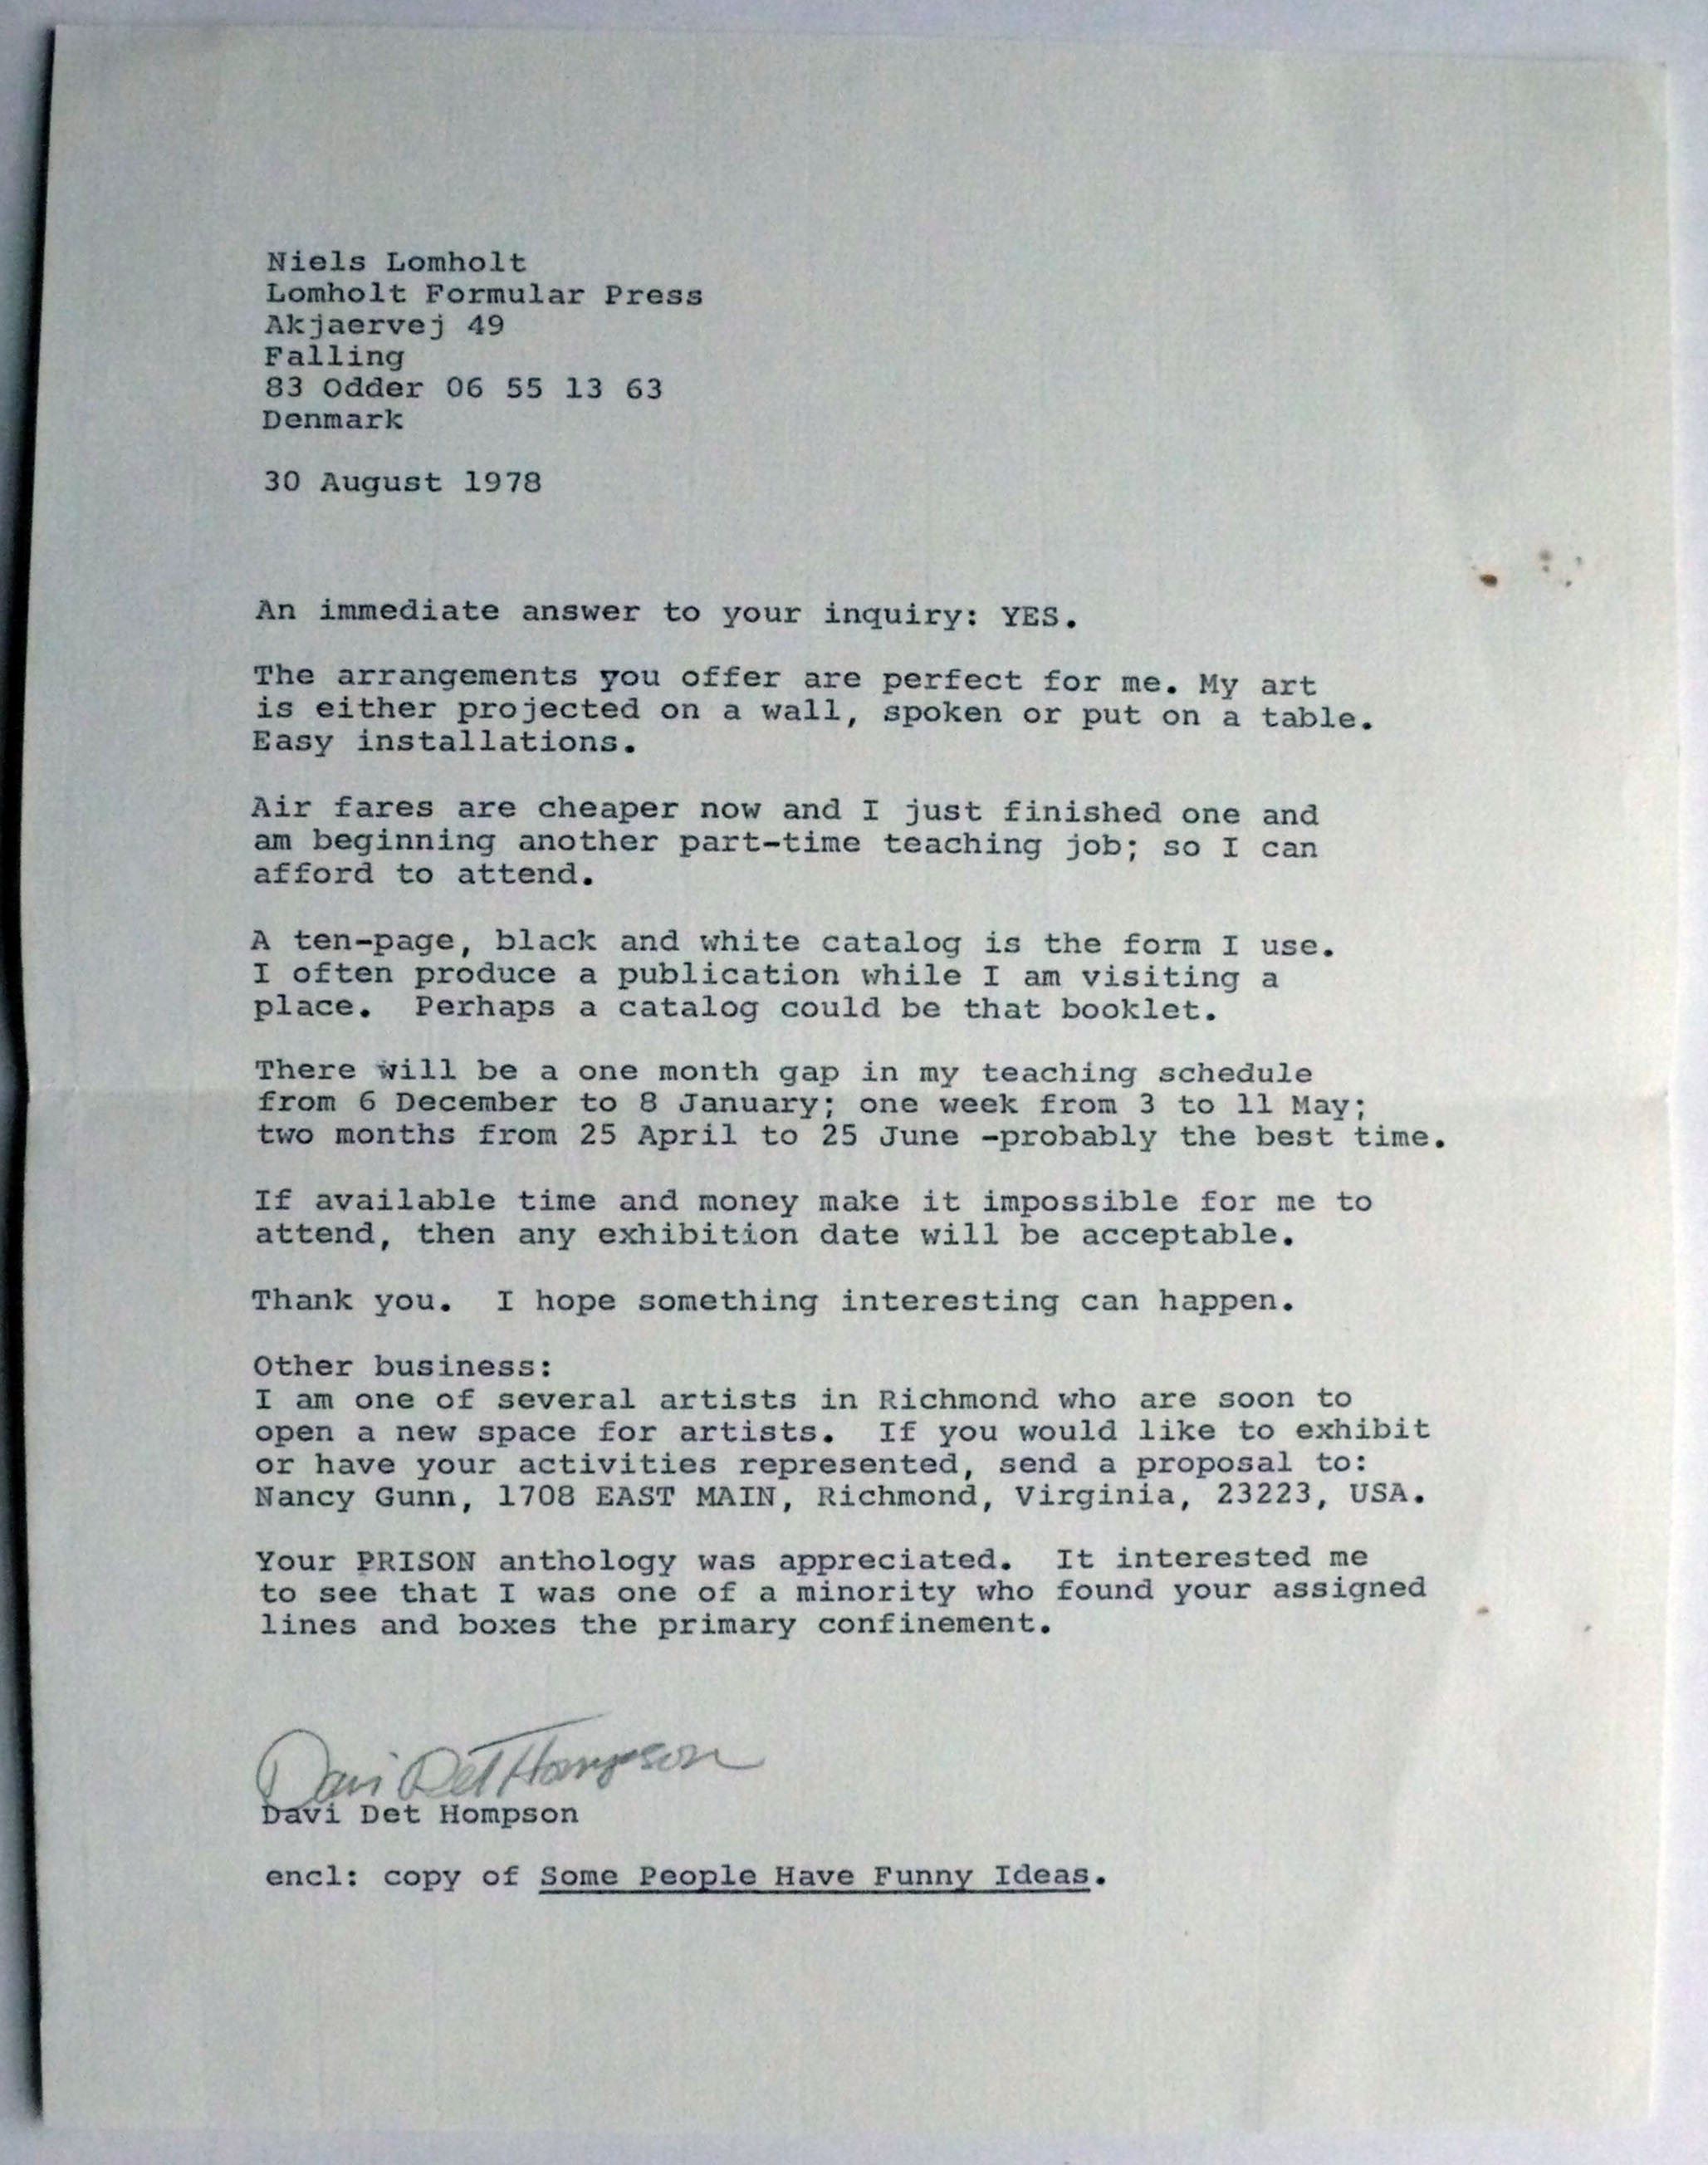 Niels Lomholt
Lomholt Formular Press
Akjaervej 49
Falling
83 Odder 06 55 13 63
Denmark
30 August 1978
An immediate answer to your inquiry: YES.
The arrangements you offer are perfect for me. My art
is either projected on a wall, spoken or put on a table.
Easy installations.
Air fares are cheaper now and I just finished one and
am beginning another part-time teaching job; so I can
afford to attend.
A ten-page, black and white catalog is the form I use.
I often produce a publication while I am visiting a
place.  Perhaps a catalog could be that booklet.
There will be a one month gap in my teaching schedule
from 6 December to 8 January; one week from 3 to 11 May;
two months from 25 April to 25 June -probably the best time.
If available time and money make it impossible for me to
attend, then any exhibition date will be acceptable.
Thank you.  I hope something interesting can happen.
Other business:
I am one of several artists in Richmond who are soon to
open a new space for artists.  If you would like to exhibit
or have your activities represented, send a proposal to:
Nancy Gunn, 1708 EAST MAIN, Richmond, Virginia, 23223, USA.
Your PRISON anthology was appreciated.  It interested me
to see that I was one of a minority who found your assigned
lines and boxes the primary confinement.
Davi Det Hompson
Davi Det Hompson
encl: copy of Some People Have Funny Ideas.